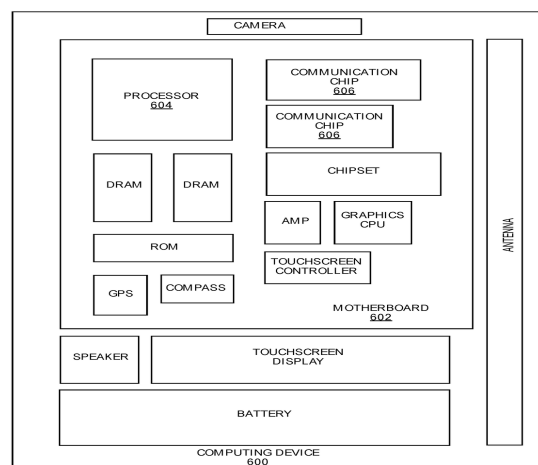 CAMERA
PROCESSOR
604
COMMUNICATION
CHIP
606
COMMUNICATION
CHIP
606
DRAM
DRAM
CHIPSET
AMP
GRAPHICS
CPU
ROM
TOUCHSCREEN
CONTROLLER
GPS
COMPASS
MOTHERBOARD
602
ANTENNA
SPEAKER
TOUCHSCREEN
DISPLAY
BATTERY
COMPUTING DEVICE
600